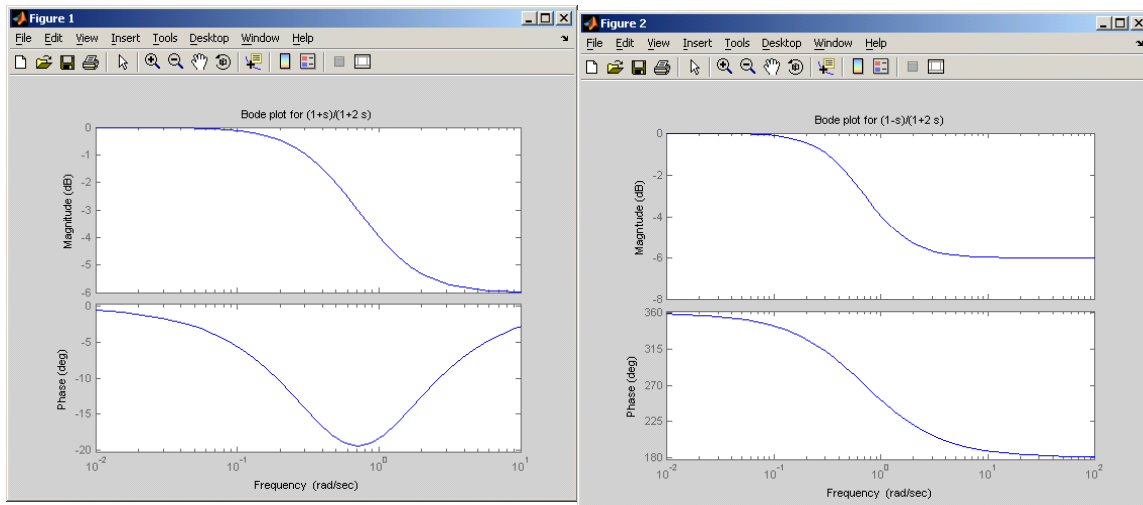 Figure 1
File Edit View Insert Tools Desktop Window Help
Bode plot for (1+s)/(1+2 s)
Magnitude (dB)
0
-1
-2
-3
-4
-5
-6
Phase (deg)
0
-5
-10
-15
-20
10^-2 10^-1 10^0 10^1
Frequency (rad/sec)
Figure 2
File Edit View Insert Tools Desktop Window Help
Bode plot for (1-s)/(1+2 s)
Magntude (dB)
0
-2
-4
-6
-8
Phase (deg)
360
315
270
225
180
10^-2 10^-1 10^0 10^1 10^2
Frequency (rad/sec)